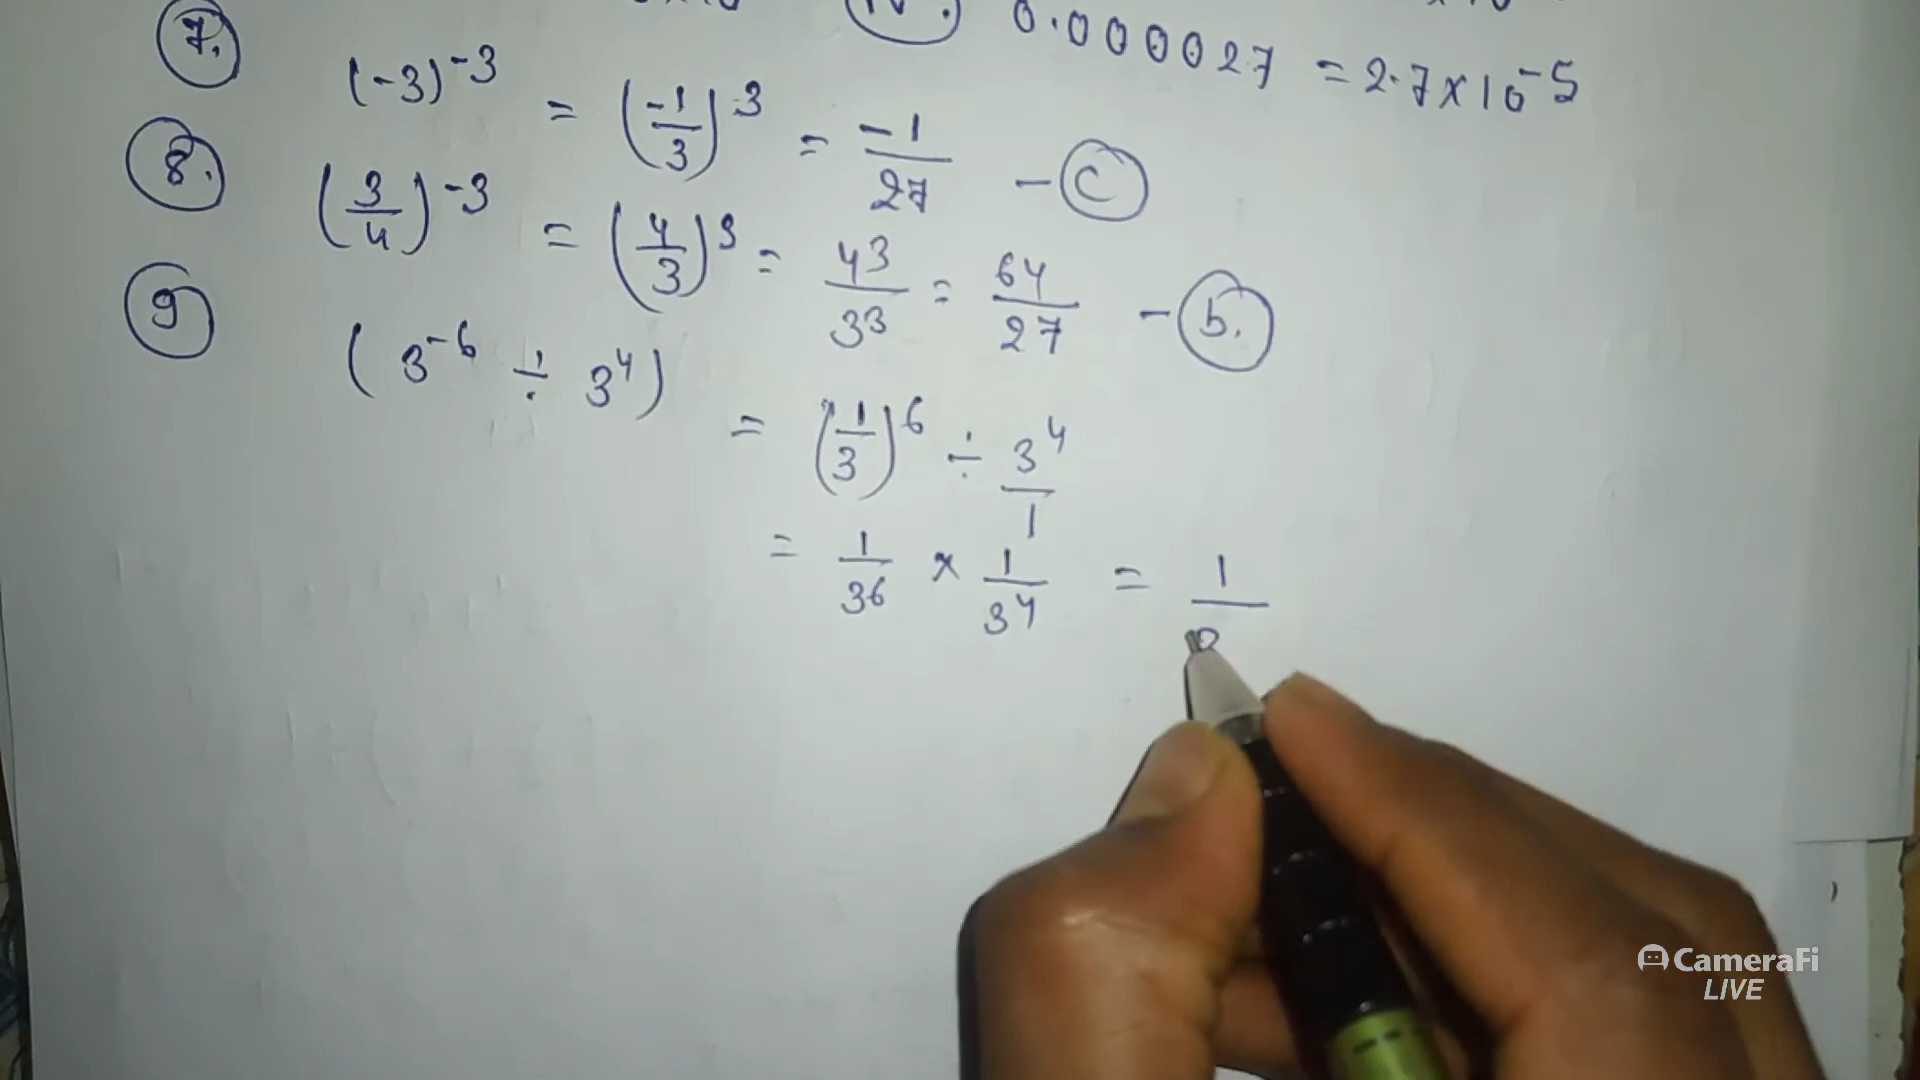 7. (-3)^-3 = (-1/3)^3 = -1/27 - c
0.000027 = 2.7 x 10^-5
8. (3/4)^-3 = (4/3)^3 = 4^3/3^3 = 64/27 - b.
9 (3^-6 ÷ 3^4)
= (1/3)^6 ÷ 3^4/1
= 1/3^6 x 1/3^4 = 1/
CameraFi
LIVE